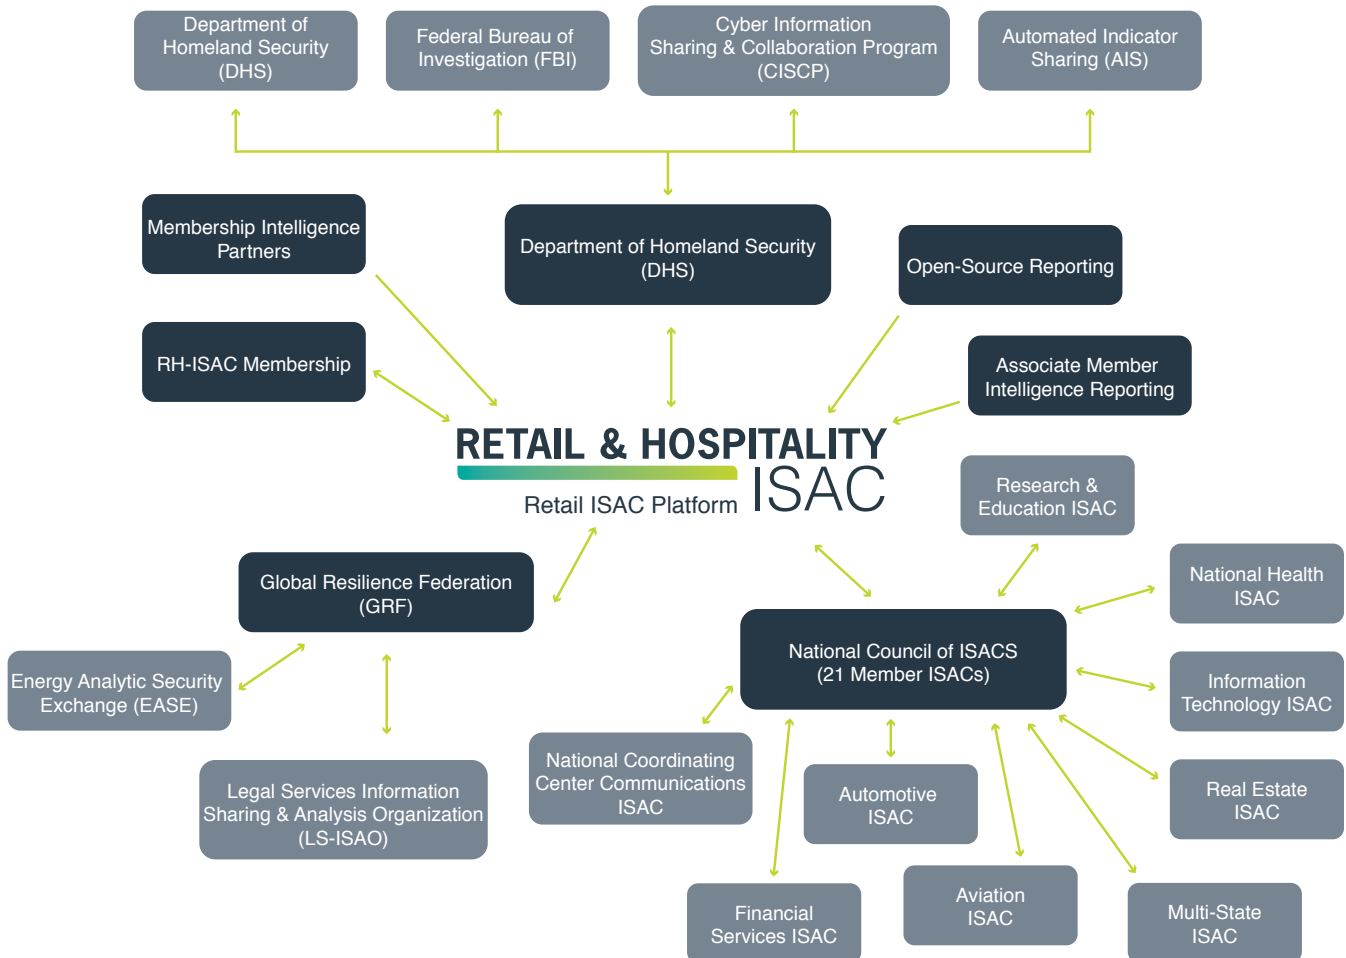 Department of
Homeland Security
(DHS)
Federal Bureau of
Investigation (FBI)
Cyber Information
Sharing & Collaboration Program
(CISCP)
Automated Indicator
Sharing (AIS)
Membership Intelligence
Partners
Department of Homeland Security
(DHS)
Open-Source Reporting
RH-ISAC Membership
Associate Member
Intelligence Reporting
RETAIL & HOSPITALITY
ISAC
Retail ISAC Platform
Research &
Education ISAC
Global Resilience Federation
(GRF)
National Health
ISAC
National Council of ISACS
(21 Member ISACs)
Energy Analytic Security
Exchange (EASE)
Information
Technology ISAC
National Coordinating
Center Communications
ISAC
Legal Services Information
Sharing & Analysis Organization
(LS-ISAO)
Automotive
ISAC
Real Estate
ISAC
Financial
Services ISAC
Aviation
ISAC
Multi-State
ISAC